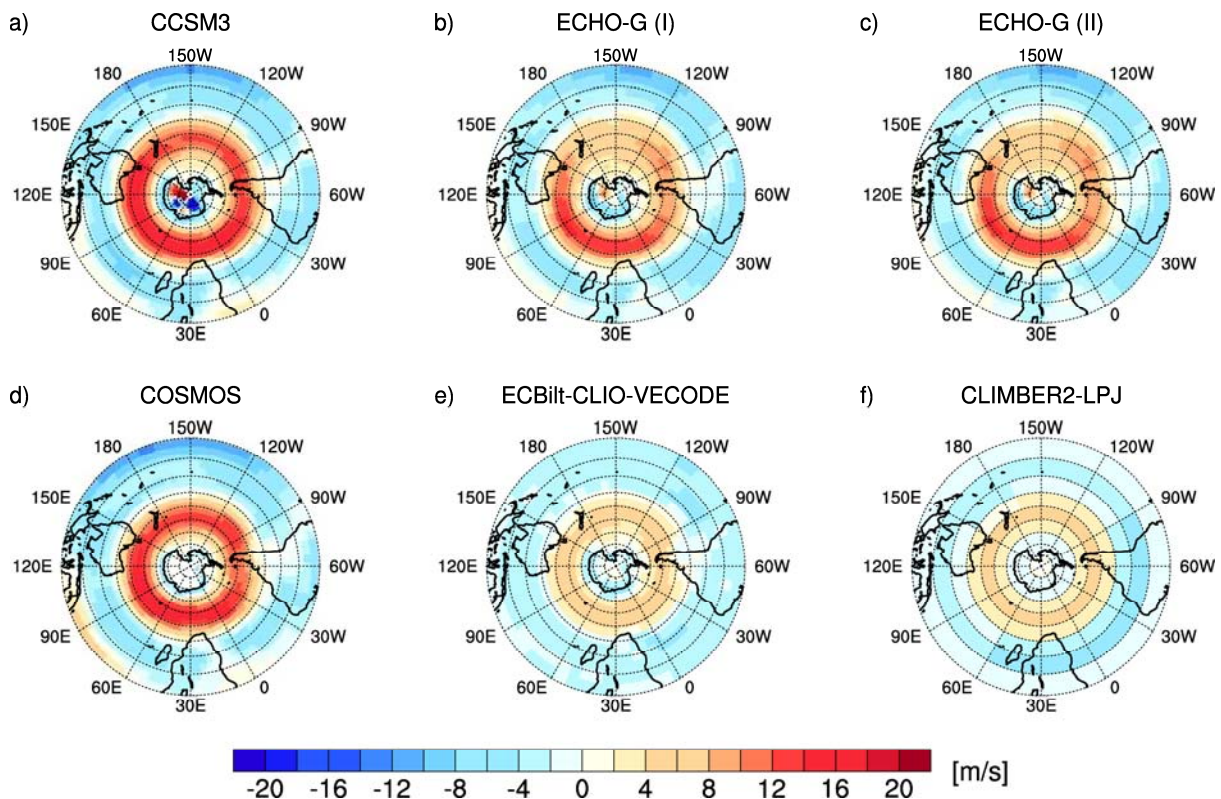 a) CCSM3
b) ECHO-G (I)
c) ECHO-G (II)
150W
180 120W
150E 90W
120E 60W
90E 30W
60E 0
30E
150W
180 120W
150E 90W
120E 60W
90E 30W
60E 0
30E
150W
180 120W
150E 90W
120E 60W
90E 30W
60E 0
30E
d) COSMOS
e) ECBilt-CLIO-VECODE
f) CLIMBER2-LPJ
150W
180 120W
150E 90W
120E 60W
90E 30W
60E 0
30E
150W
180 120W
150E 90W
120E 60W
90E 30W
60E 0
30E
150W
180 120W
150E 90W
120E 60W
90E 30W
60E 0
30E
-20 -16 -12 -8 -4 0 4 8 12 16 20 [m/s]